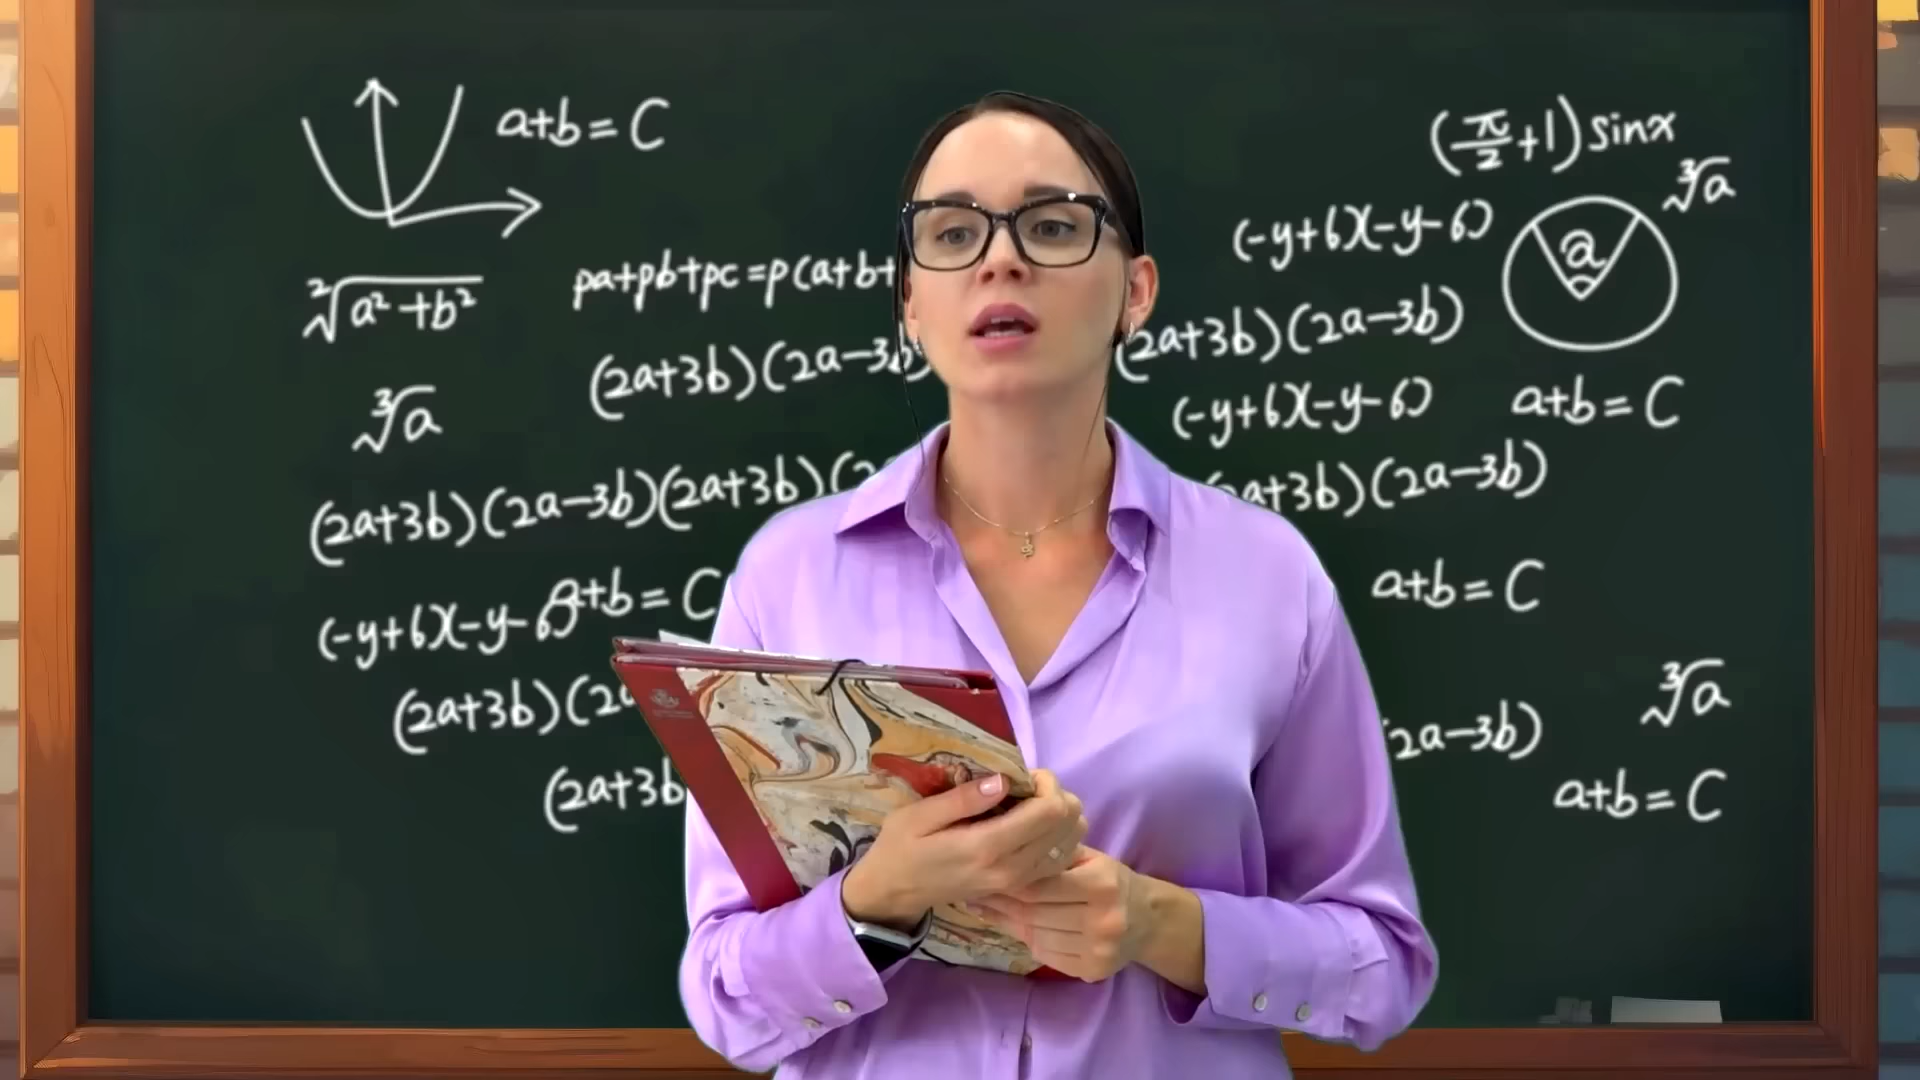 a+b=C
(π/2+1)sinx
∛a
(-y+6)(-y-6)
a
²√a²+b²
pa+pb+pc=p(a+b+
(2a+3b)(2a-3b)
(2a+3b)(2a-3b)
∛a
(-y+6)(-y-6)
a+b=C
(2a+3b)(2a-3b)(2a+3b)(2
a+3b)(2a-3b)
(-y+6)(-y-6)
a+b=C
a+b=C
(2a+3b)(2a
2a-3b)
∛a
(2a+3b
a+b=C